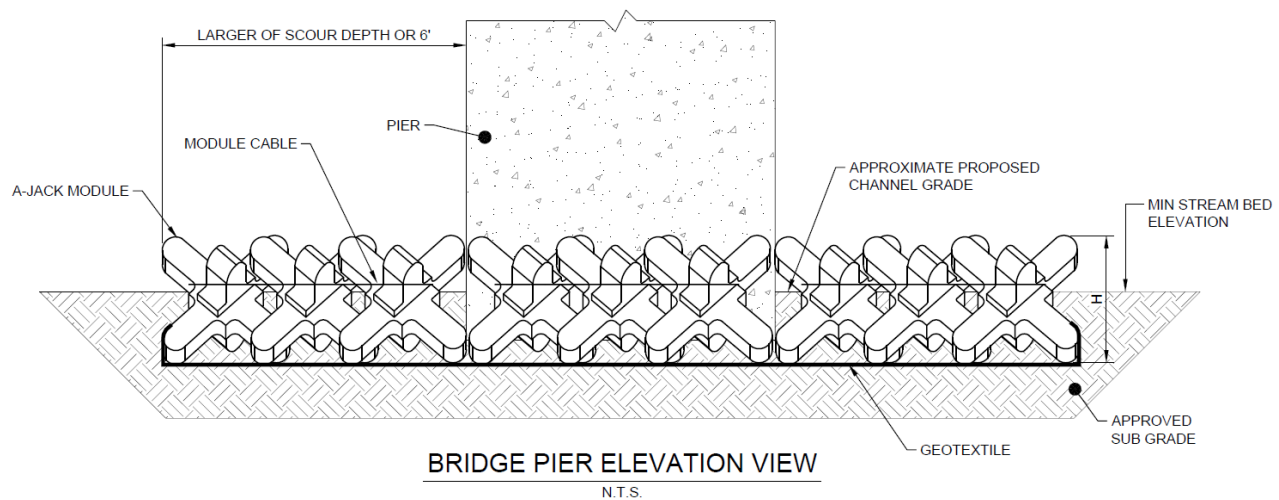 LARGER OF SCOUR DEPTH OR 6'
PIER
MODULE CABLE
A-JACK MODULE
APPROXIMATE PROPOSED
CHANNEL GRADE
MIN STREAM BED
ELEVATION
H
APPROVED
SUB GRADE
GEOTEXTILE
BRIDGE PIER ELEVATION VIEW
N.T.S.